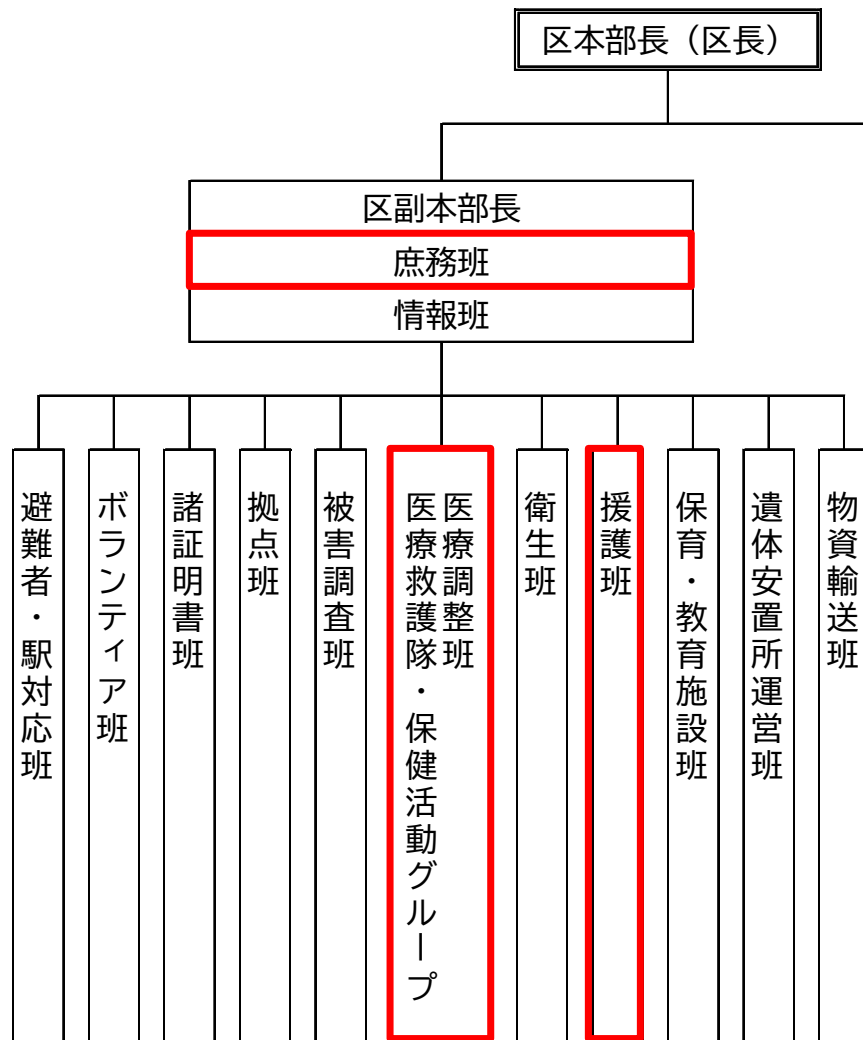 区本部長（区長）
区副本部長
庶務班
情報班
避難者・駅対応班
ボランティア班
諸証明書班
拠点班
被害調査班
医療調整班
医療救護隊・保健活動グループ
衛生班
援護班
保育・教育施設班
遺体安置所運営班
物資輸送班